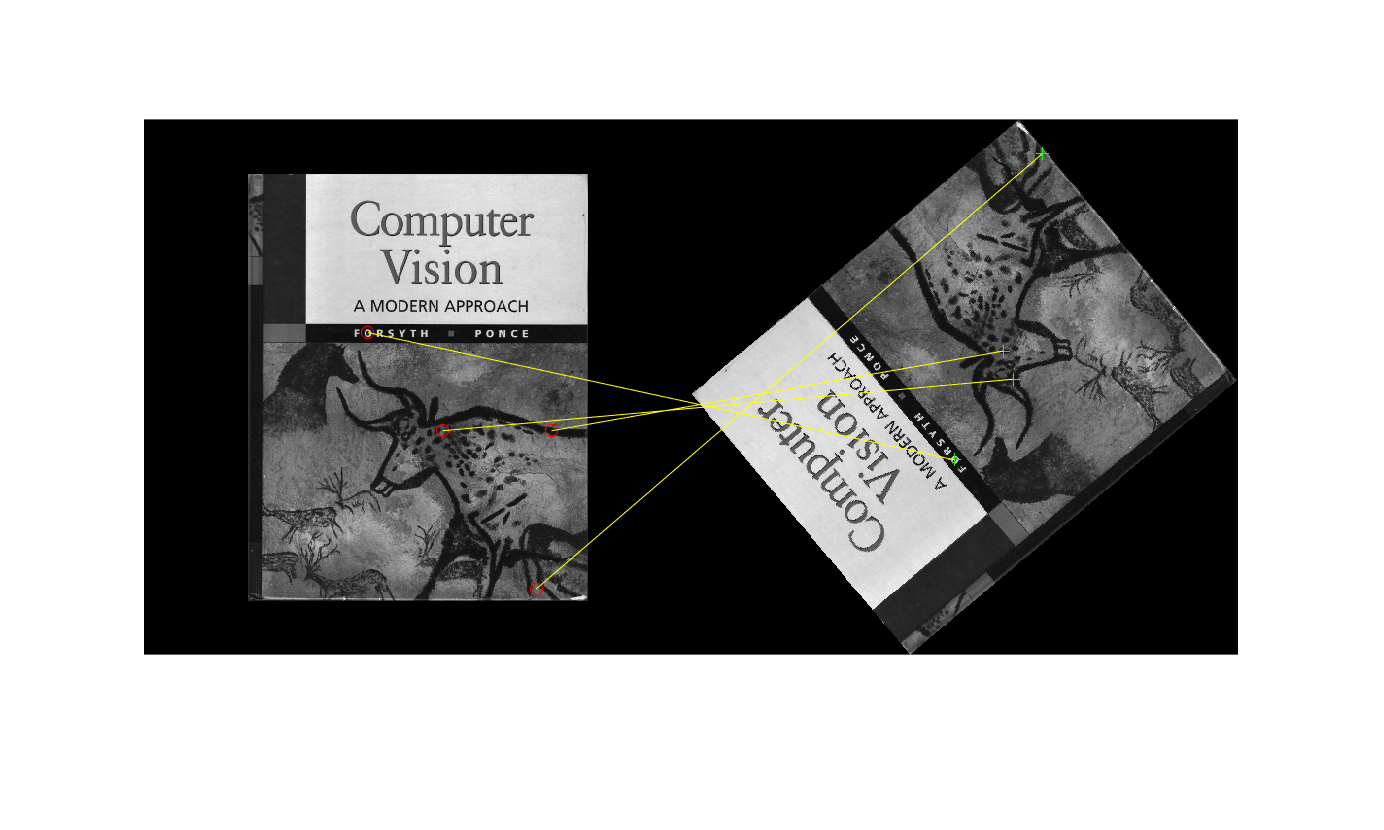 Computer
Vision
A MODERN APPROACH
FORSYTH ■ PONCE
Computer
Vision
A MODERN APPROACH
FORSYTH ■ PONCE